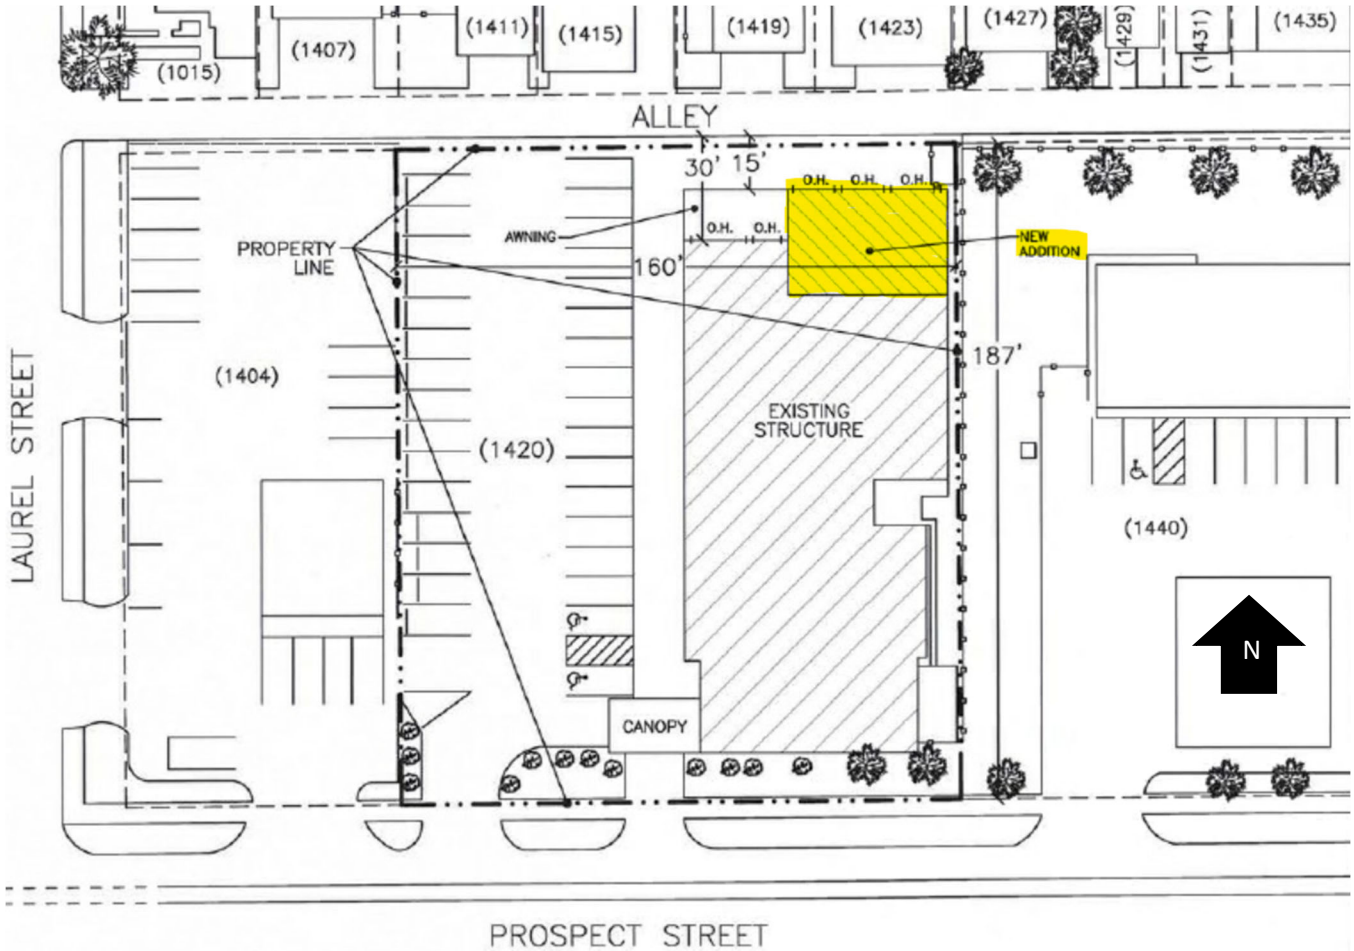 (1407)
(1411)
(1415)
(1419)
(1423)
(1427)
(1429)
(1431)
(1435)
(1015)
ALLEY
30'
15'
O.H.
O.H.
O.H.
AWNING
O.H.
O.H.
PROPERTY
LINE
160'
NEW
ADDITION
187'
(1404)
EXISTING
STRUCTURE
(1420)
LAUREL STREET
(1440)
N
CANOPY
PROSPECT STREET